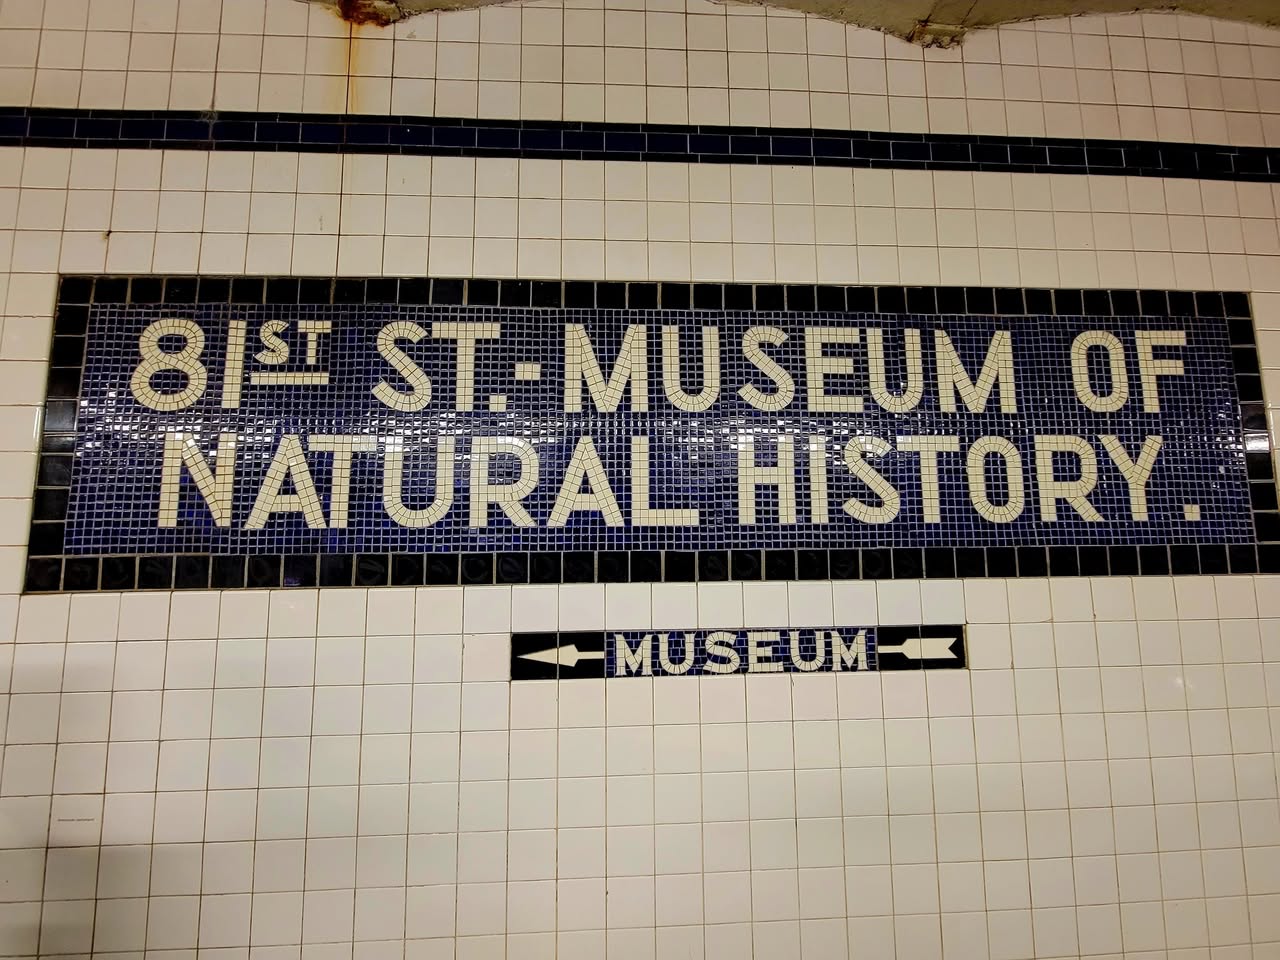 81ST ST.-MUSEUM OF
NATURAL HISTORY.
MUSEUM